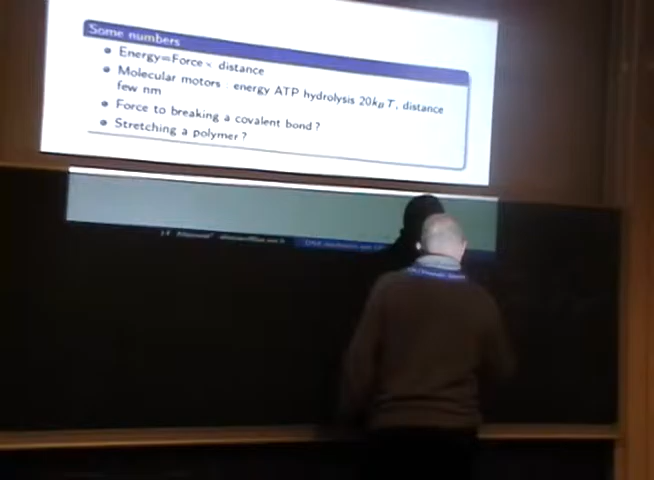 Some numbers
Energy=Force × distance
Molecular motors : energy ATP hydrolysis 20k_BT, distance
few nm
Force to breaking a covalent bond ?
Stretching a polymer ?